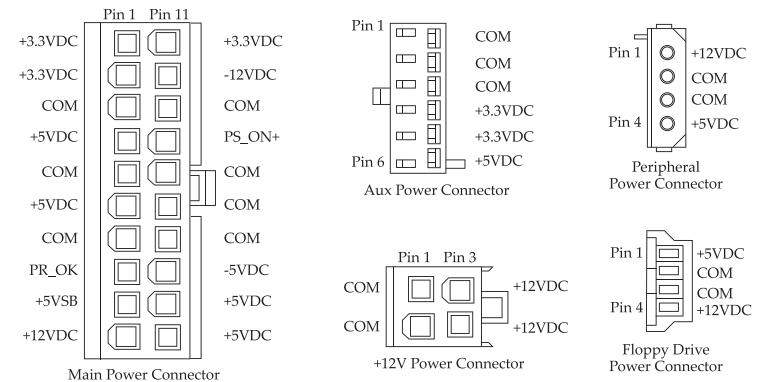 Pin 1 Pin 11
+3.3VDC +3.3VDC
+3.3VDC -12VDC
COM COM
+5VDC PS_ON+
COM COM
+5VDC COM
COM COM
PR_OK -5VDC
+5VSB +5VDC
+12VDC +5VDC
Main Power Connector
Pin 1
COM
COM
COM
+3.3VDC
+3.3VDC
Pin 6 +5VDC
Aux Power Connector
Pin 1 +12VDC
COM
COM
Pin 4 +5VDC
Peripheral
Power Connector
Pin 1 Pin 3
COM +12VDC
COM +12VDC
+12V Power Connector
Pin 1 +5VDC
COM
COM
Pin 4 +12VDC
Floppy Drive
Power Connector